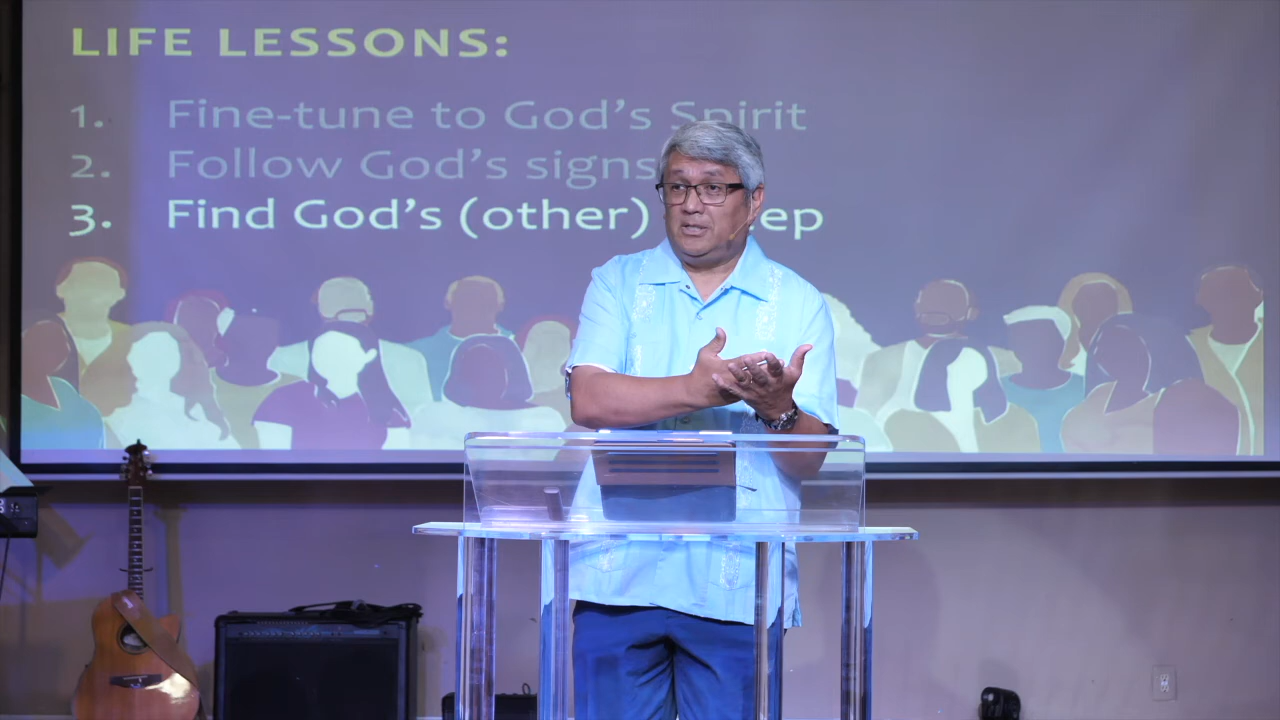 LIFE LESSONS:
1. Fine-tune to God's Spirit
2. Follow God's signs
3. Find God's (other)